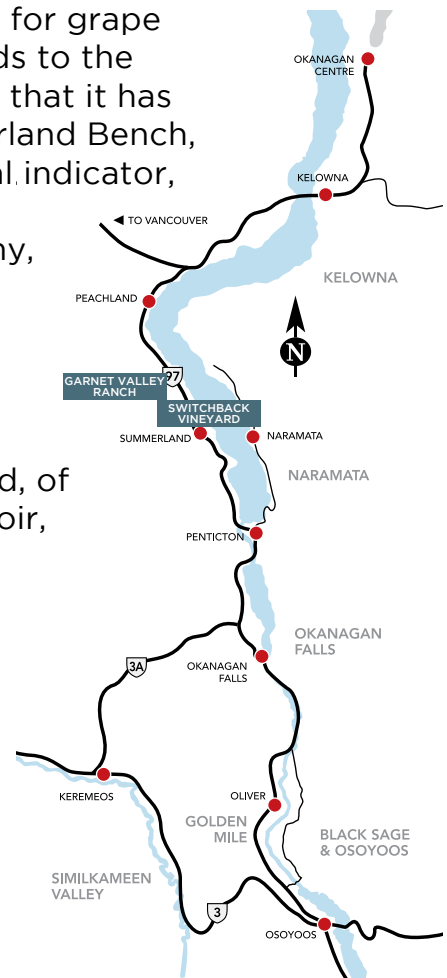 for grape
ds to the
that it has
rland Bench,
al indicator,
ny,
d, of
oir,
OKANAGAN
CENTRE
KELOWNA
◄ TO VANCOUVER
KELOWNA
PEACHLAND
N
97
GARNET VALLEY
RANCH
SWITCHBACK
VINEYARD
SUMMERLAND
NARAMATA
NARAMATA
PENTICTON
OKANAGAN
FALLS
3A
OKANAGAN
FALLS
KEREMEOS
OLIVER
GOLDEN
MILE
BLACK SAGE
& OSOYOOS
SIMILKAMEEN
VALLEY
3
OSOYOOS